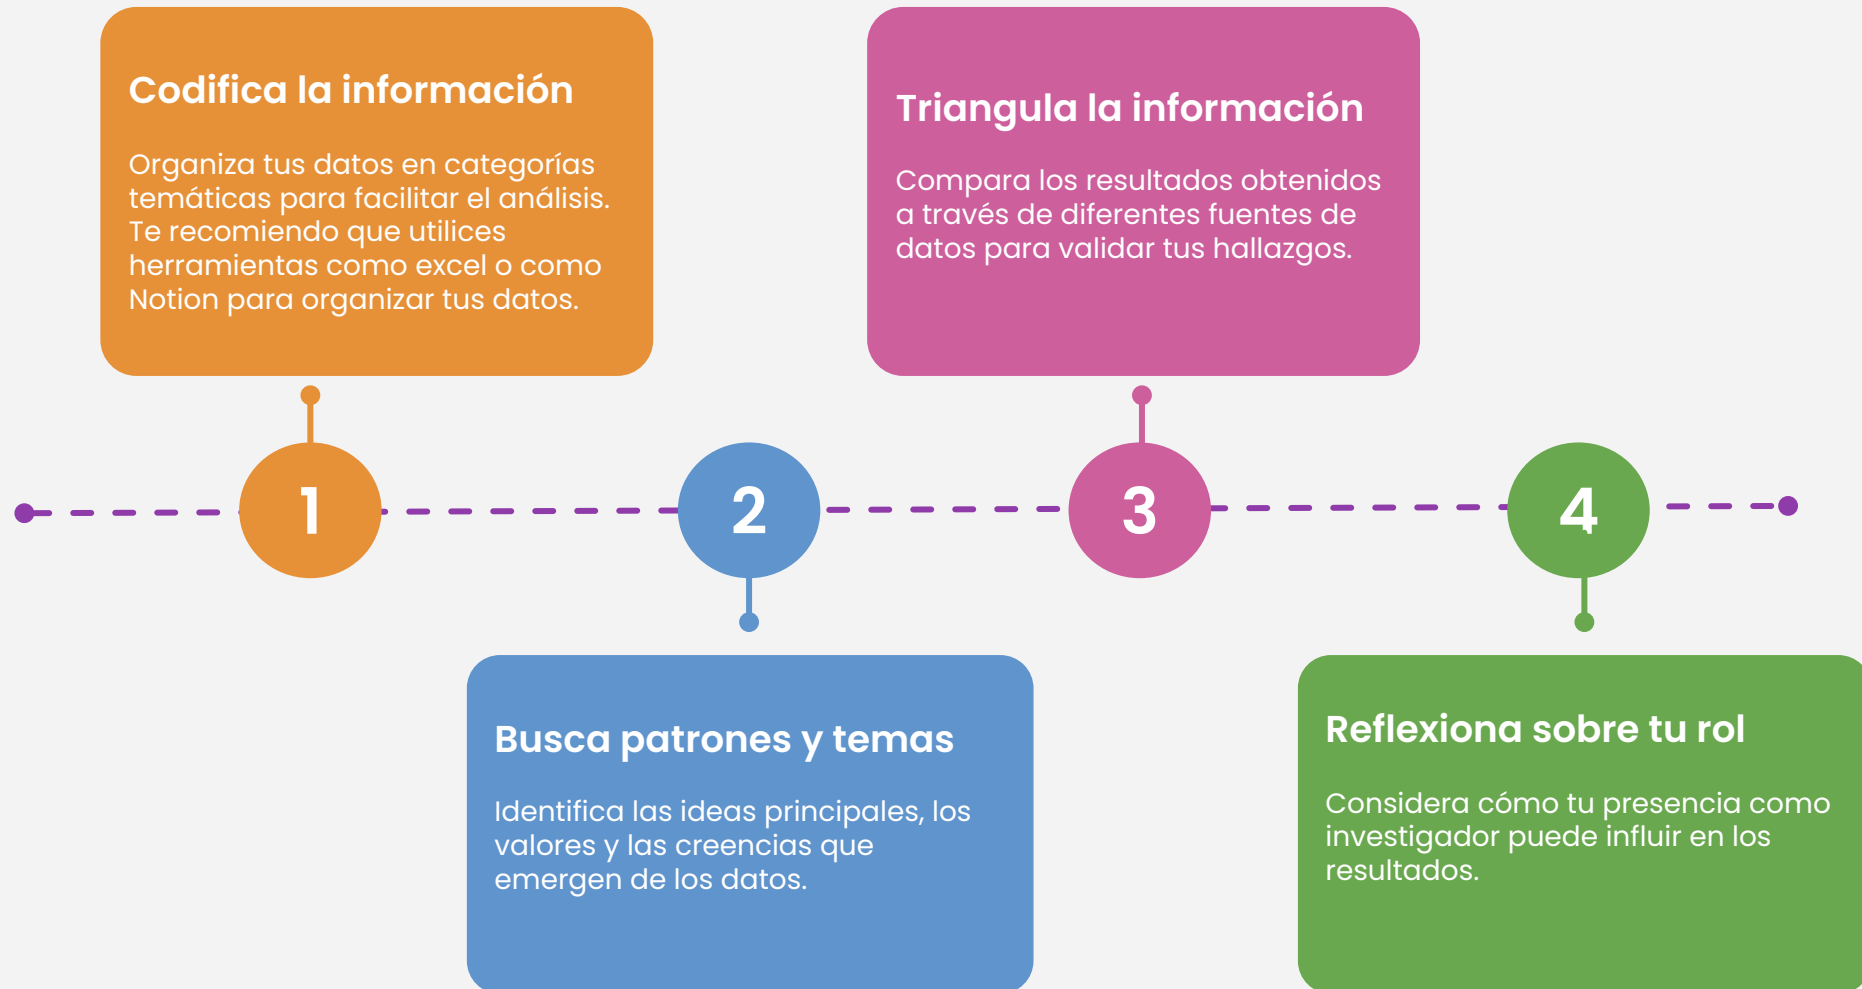 Codifica la información
Organiza tus datos en categorías
temáticas para facilitar el análisis.
Te recomiendo que utilices
herramientas como excel o como
Notion para organizar tus datos.
Triangula la información
Compara los resultados obtenidos
a través de diferentes fuentes de
datos para validar tus hallazgos.
1
2
3
4
Busca patrones y temas
Identifica las ideas principales, los
valores y las creencias que
emergen de los datos.
Reflexiona sobre tu rol
Considera cómo tu presencia como
investigador puede influir en los
resultados.